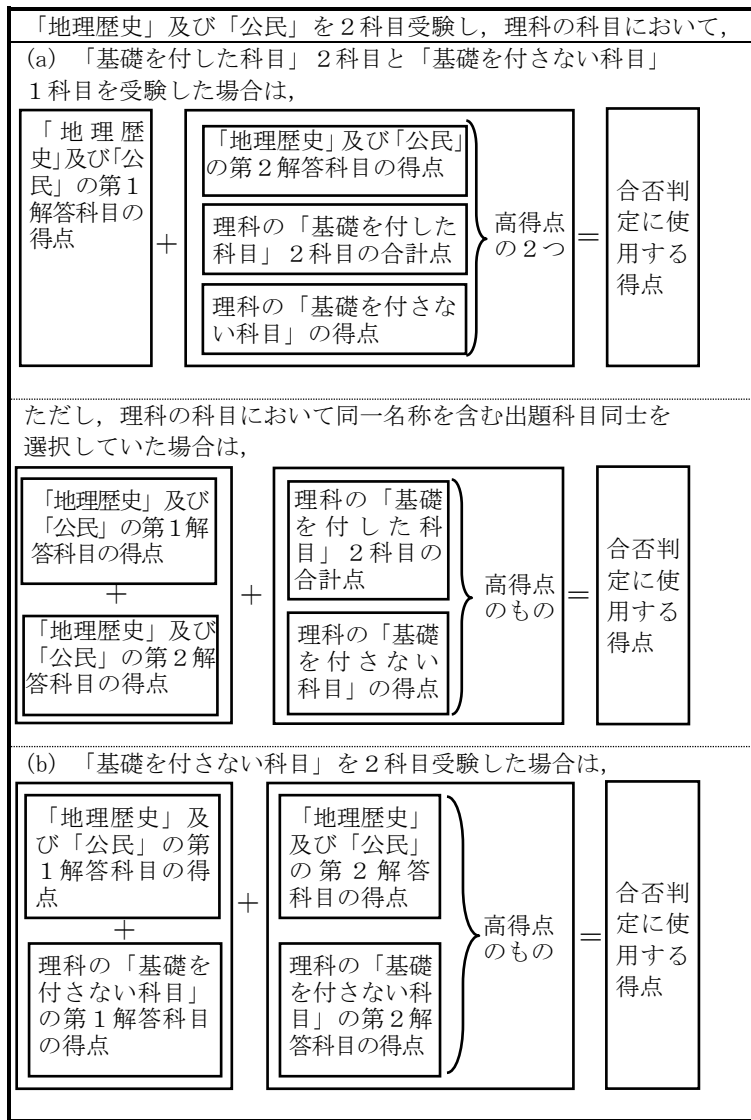 「地理歴史」及び「公民」を２科目受験し，理科の科目において，
(a) 「基礎を付した科目」２科目と「基礎を付さない科目」
１科目を受験した場合は，
「地理歴
史」及び「公
民」の第１
解答科目の
得点
＋
「地理歴史」及び「公民」
の第２解答科目の得点
理科の「基礎を付した
科目」２科目の合計点
理科の「基礎を付さな
い科目」の得点
高得点
の２つ
＝
合否判
定に使
用する
得点
ただし，理科の科目において同一名称を含む出題科目同士を
選択していた場合は，
「地理歴史」及び
「公民」の第１解
答科目の得点
＋
「地理歴史」及び
「公民」の第２解
答科目の得点
＋
理科の「基礎
を付した科
目」２科目の
合計点
理科の「基礎
を付さない
科目」の得点
高得点
のもの
＝
合否判
定に使
用する
得点
(b) 「基礎を付さない科目」を２科目受験した場合は，
「地理歴史」及
び「公民」の第
１解答科目の得
点
＋
理科の「基礎を
付さない科目」
の第１解答科目
の得点
＋
「地理歴史」
及び「公民」
の第２解答
科目の得点
理科の「基礎
を付さない科
目」の第２解
答科目の得点
高得点
のもの
＝
合否判
定に使
用する
得点